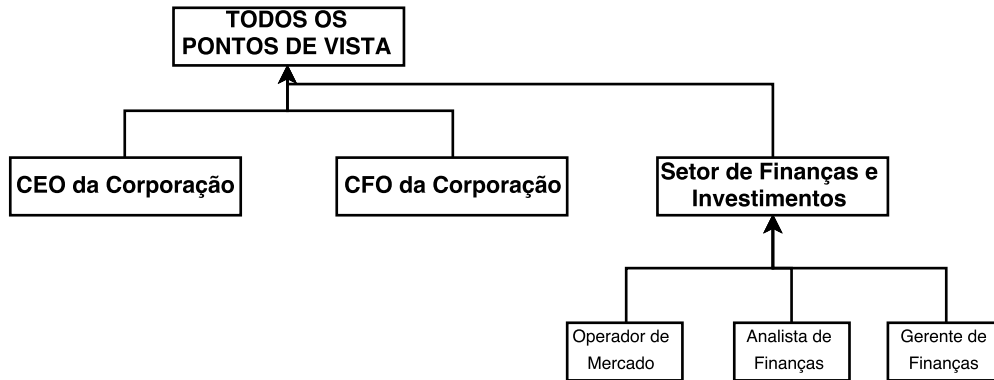 TODOS OS
PONTOS DE VISTA
CEO da Corporação
CFO da Corporação
Setor de Finanças e
Investimentos
Operador de
Mercado
Analista de
Finanças
Gerente de
Finanças